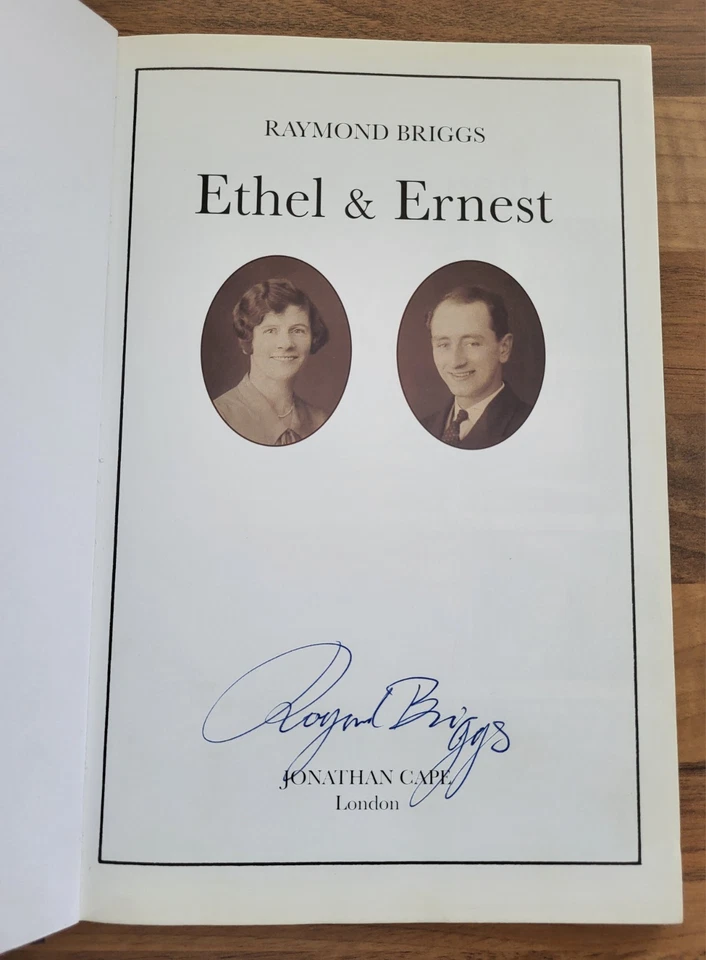 RAYMOND BRIGGS
Ethel & Ernest
Raymond Briggs
JONATHAN CAPE
London